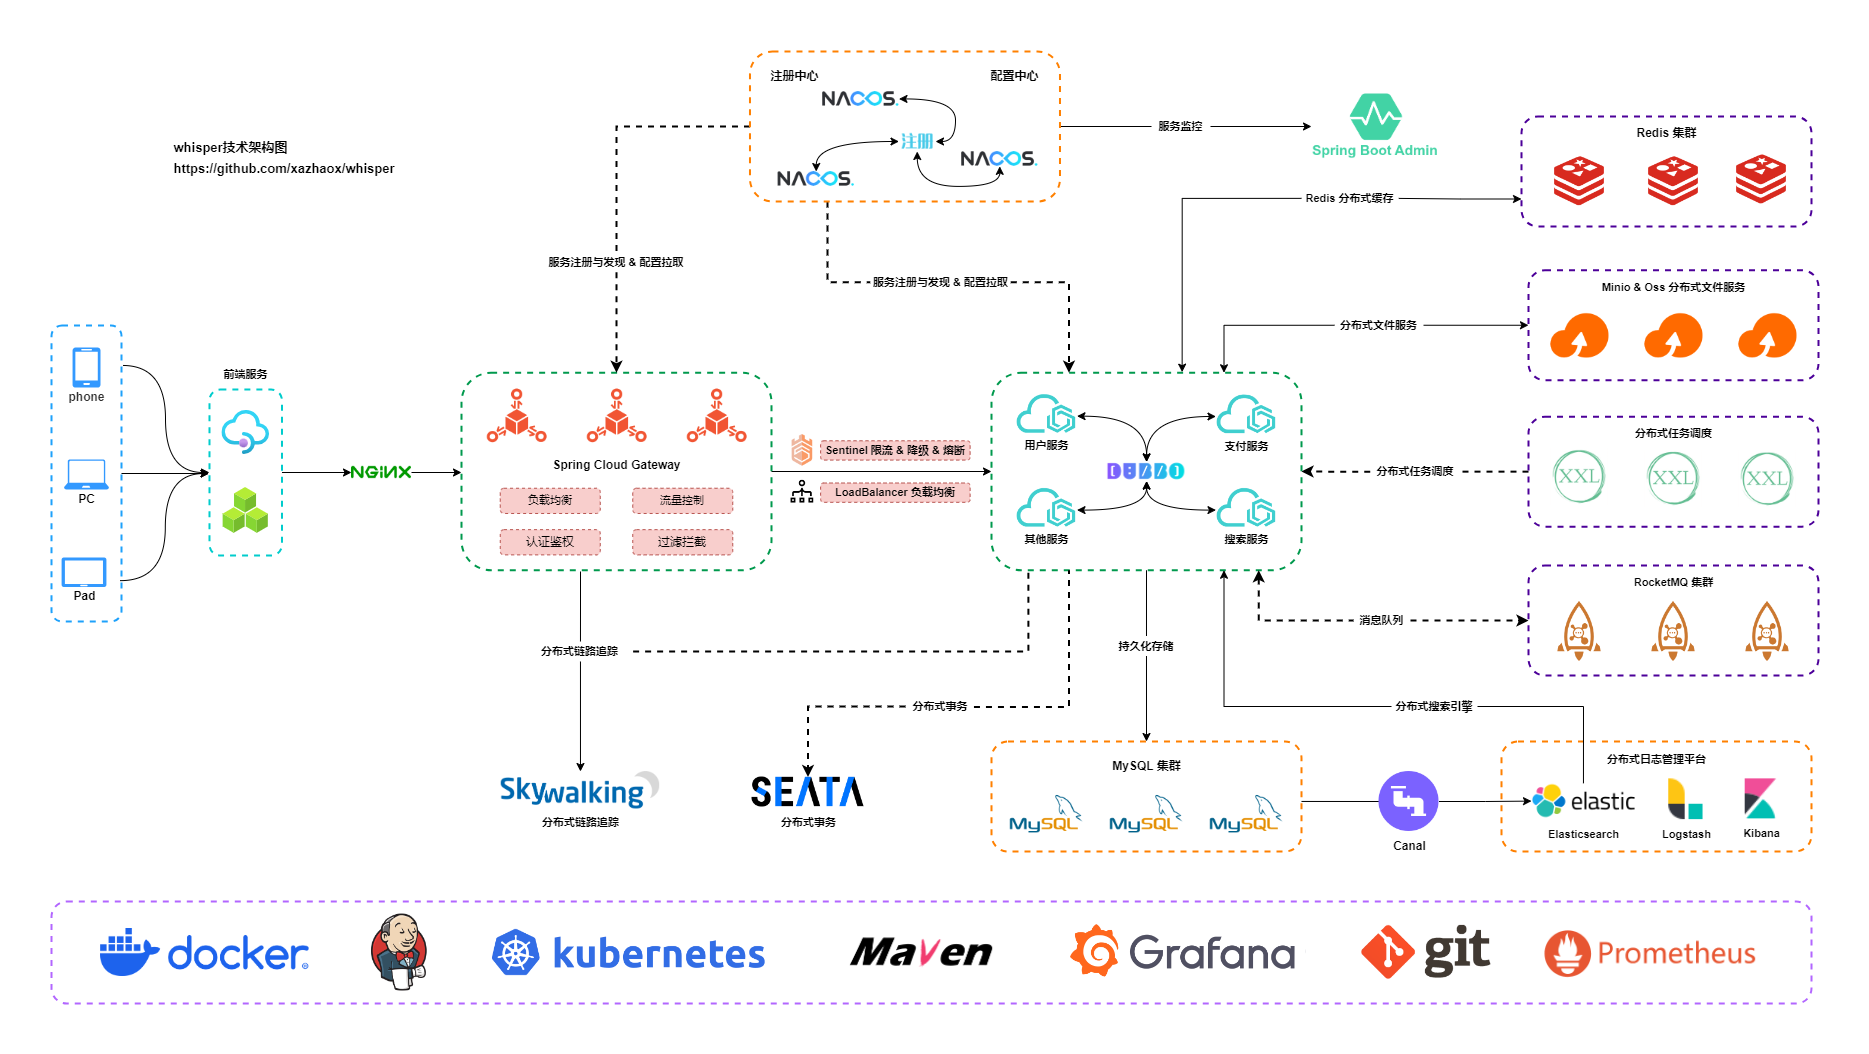 whisper技术架构图
https://github.com/xazhaox/whisper
注册中心
配置中心
NACOS.
注册
NACOS.
NACOS.
服务监控
Spring Boot Admin
Redis 集群
Redis 分布式缓存
服务注册与发现 & 配置拉取
服务注册与发现 & 配置拉取
Minio & Oss 分布式文件服务
分布式文件服务
phone
PC
Pad
前端服务
NGINX
Spring Cloud Gateway
负载均衡
流量控制
认证鉴权
过滤拦截
Sentinel 限流 & 降级 & 熔断
LoadBalancer 负载均衡
用户服务
支付服务
DUBBO
其他服务
搜索服务
分布式任务调度
分布式任务调度
XXL
XXL
XXL
RocketMQ 集群
消息队列
分布式链路追踪
持久化存储
分布式事务
分布式搜索引擎
Skywalking
分布式链路追踪
SEATA
分布式事务
MySQL 集群
MySQL
MySQL
MySQL
Canal
分布式日志管理平台
elastic
Elasticsearch
Logstash
Kibana
docker
kubernetes
Maven
Grafana
git
Prometheus